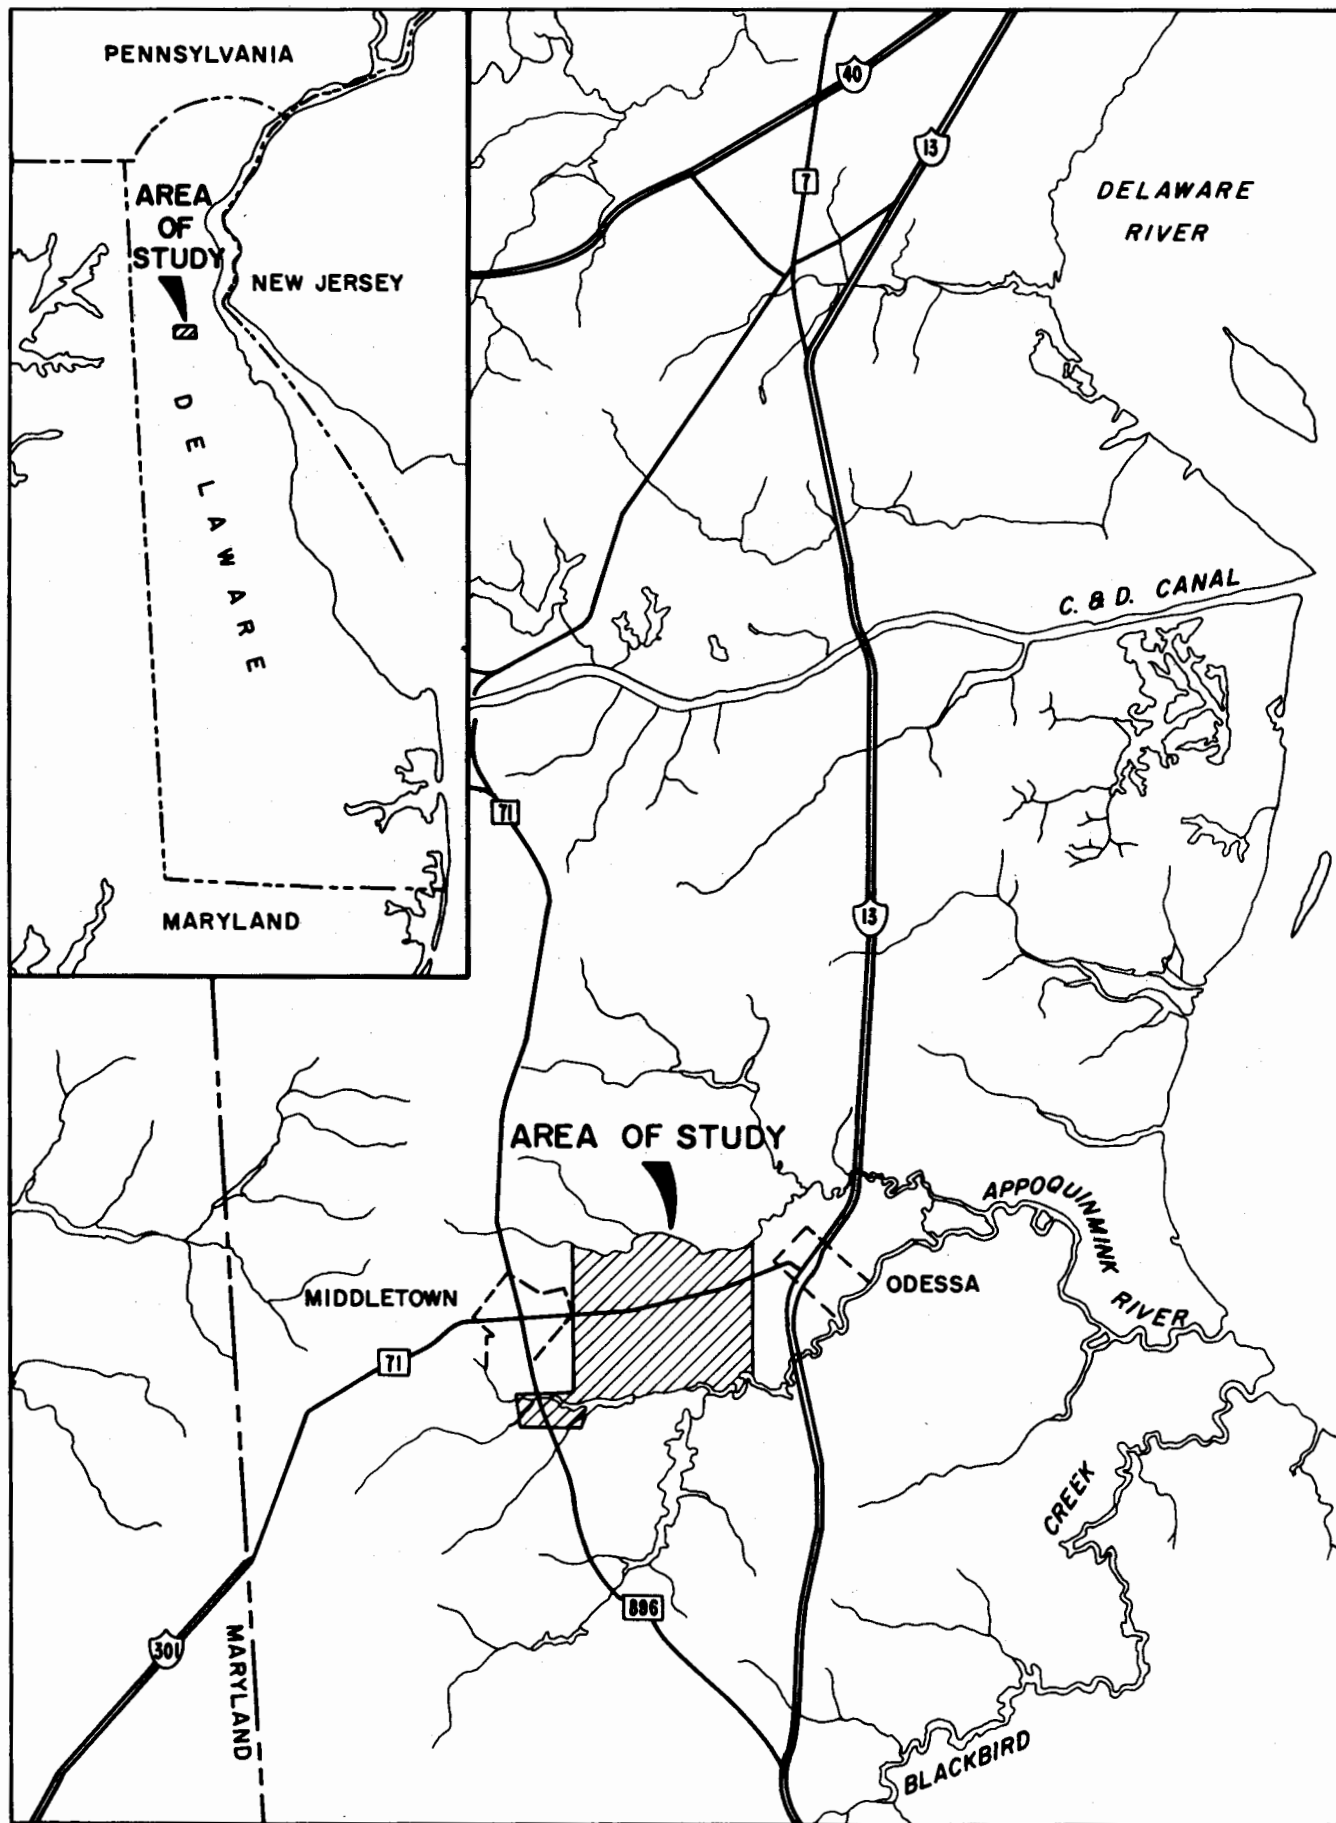 PENNSYLVANIA
AREA
OF
STUDY
NEW JERSEY
DELAWARE
MARYLAND
40
13
7
DELAWARE
RIVER
C. & D. CANAL
71
13
AREA OF STUDY
APPOQUINMINK
RIVER
MIDDLETOWN
ODESSA
71
CREEK
896
301
MARYLAND
BLACKBIRD